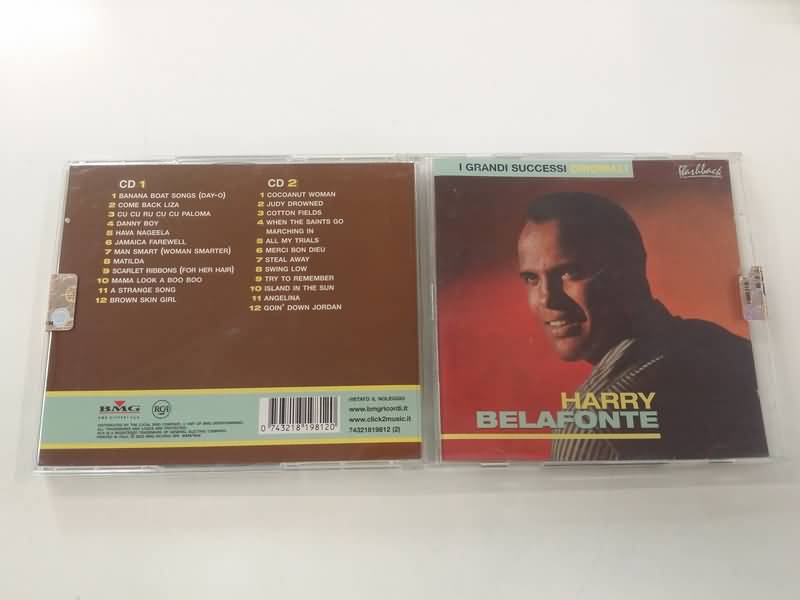 CD 1
1 BANANA BOAT SONGS (DAY-O)
2 COME BACK LIZA
3 CU CU RU CU CU PALOMA
4 DANNY BOY
5 HAVA NAGEELA
6 JAMAICA FAREWELL
7 MAN SMART (WOMAN SMARTER)
8 MATILDA
9 SCARLET RIBBONS (FOR HER HAIR)
10 MAMA LOOK A BOO BOO
11 A STRANGE SONG
12 BROWN SKIN GIRL
CD 2
1 COCOANUT WOMAN
2 JUDY DROWNED
3 COTTON FIELDS
4 WHEN THE SAINTS GO
MARCHING IN
5 ALL MY TRIALS
6 MERCI BON DIEU
7 STEAL AWAY
8 SWING LOW
9 TRY TO REMEMBER
10 ISLAND IN THE SUN
11 ANGELINA
12 GOIN' DOWN JORDAN
BMG
RCA
0 743218 198120
VIETATO IL NOLEGGIO
www.bmgricordi.it
www.click2music.it
74321819812 (2)
I GRANDI SUCCESSI ORIGINALI
flashback
HARRY
BELAFONTE